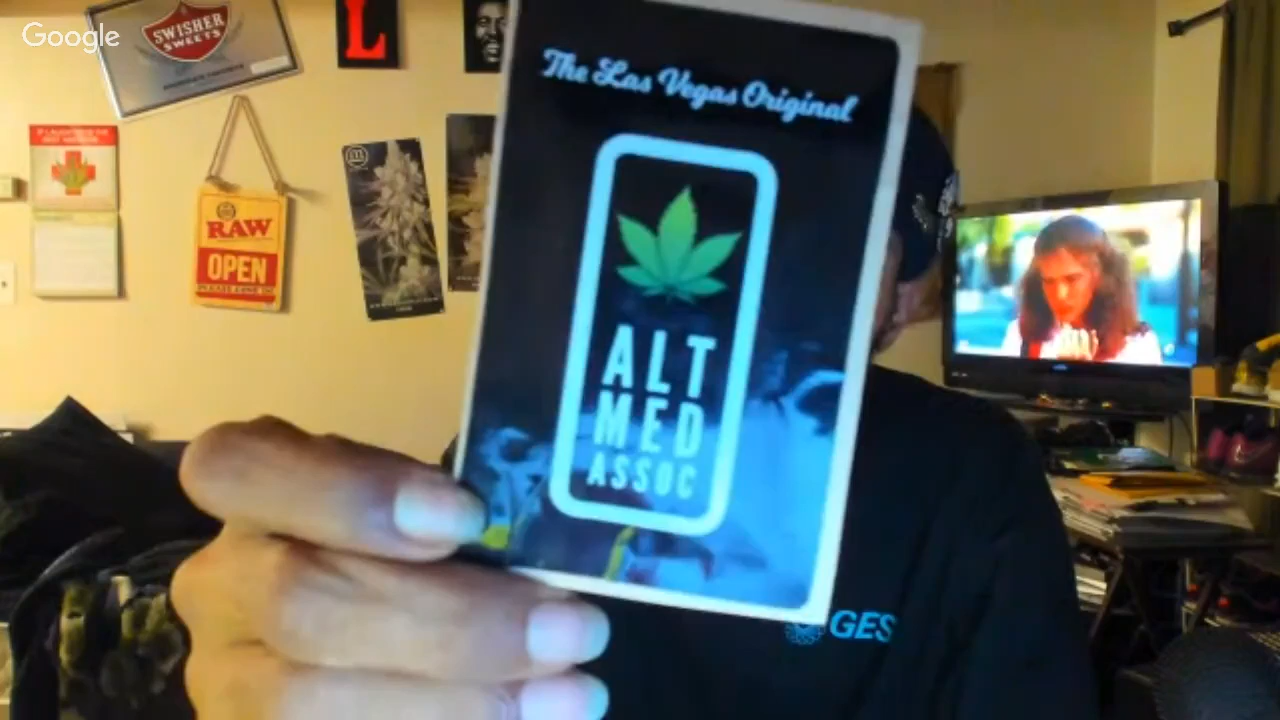 Google
SWISHER
SWEETS
L
RAW
OPEN
The Las Vegas Original
ALT
MED
ASSOC
GES